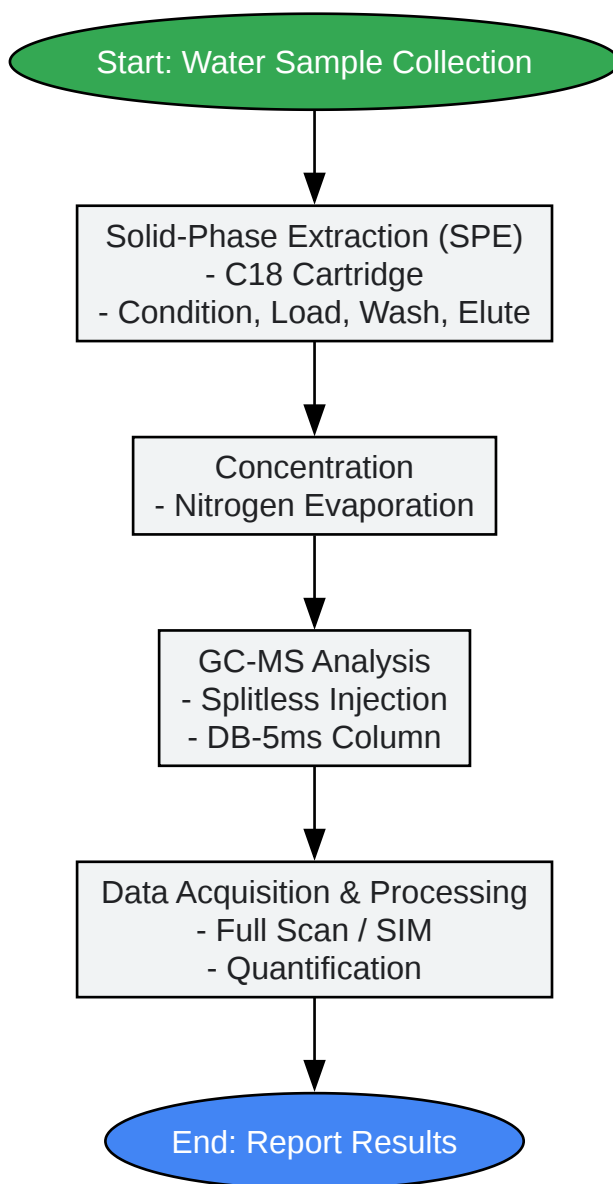 Start: Water Sample Collection
Solid-Phase Extraction (SPE)
- C18 Cartridge
- Condition, Load, Wash, Elute
Concentration
- Nitrogen Evaporation
GC-MS Analysis
- Splitless Injection
- DB-5ms Column
Data Acquisition & Processing
- Full Scan / SIM
- Quantification
End: Report Results